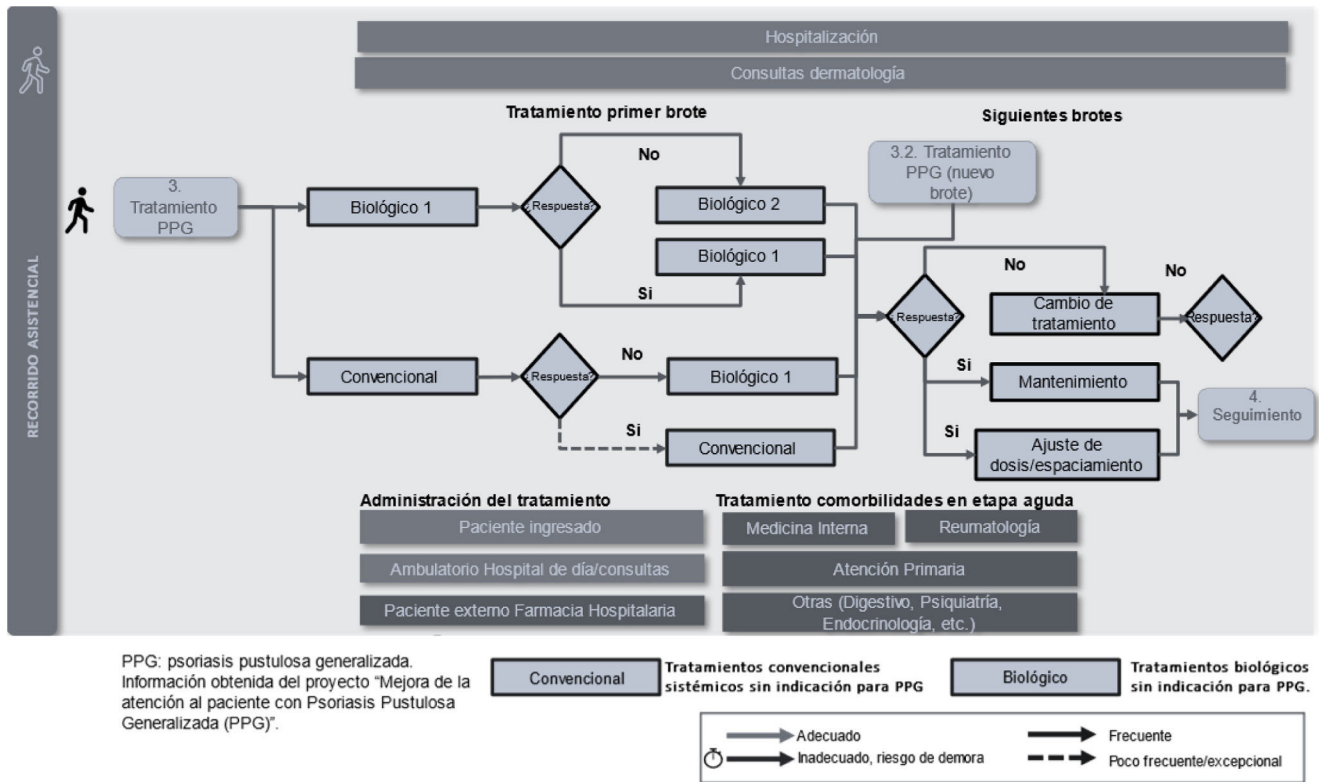 RECORRIDO ASISTENCIAL
Hospitalización
Consultas dermatología
Tratamiento primer brote
Siguientes brotes
3.
Tratamiento
PPG
Biológico 1
¿Respuesta?
No
Biológico 2
Biológico 1
Si
3.2. Tratamiento
PPG (nuevo
brote)
Convencional
¿Respuesta?
No
Biológico 1
Si
Convencional
¿Respuesta?
No
Cambio de
tratamiento
No
Respuesta?
Si
Mantenimiento
Si
Ajuste de
dosis/espaciamiento
4.
Seguimiento
Administración del tratamiento
Paciente ingresado
Ambulatorio Hospital de día/consultas
Paciente externo Farmacia Hospitalaria
Tratamiento comorbilidades en etapa aguda
Medicina Interna
Reumatología
Atención Primaria
Otras (Digestivo, Psiquiatría,
Endocrinología, etc.)
PPG: psoriasis pustulosa generalizada.
Información obtenida del proyecto “Mejora de la
atención al paciente con Psoriasis Pustulosa
Generalizada (PPG)”.
Convencional
Tratamientos convencionales
sistémicos sin indicación para PPG
Biológico
Tratamientos biológicos
sin indicación para PPG.
Adecuado
Inadecuado, riesgo de demora
Frecuente
Poco frecuente/excepcional